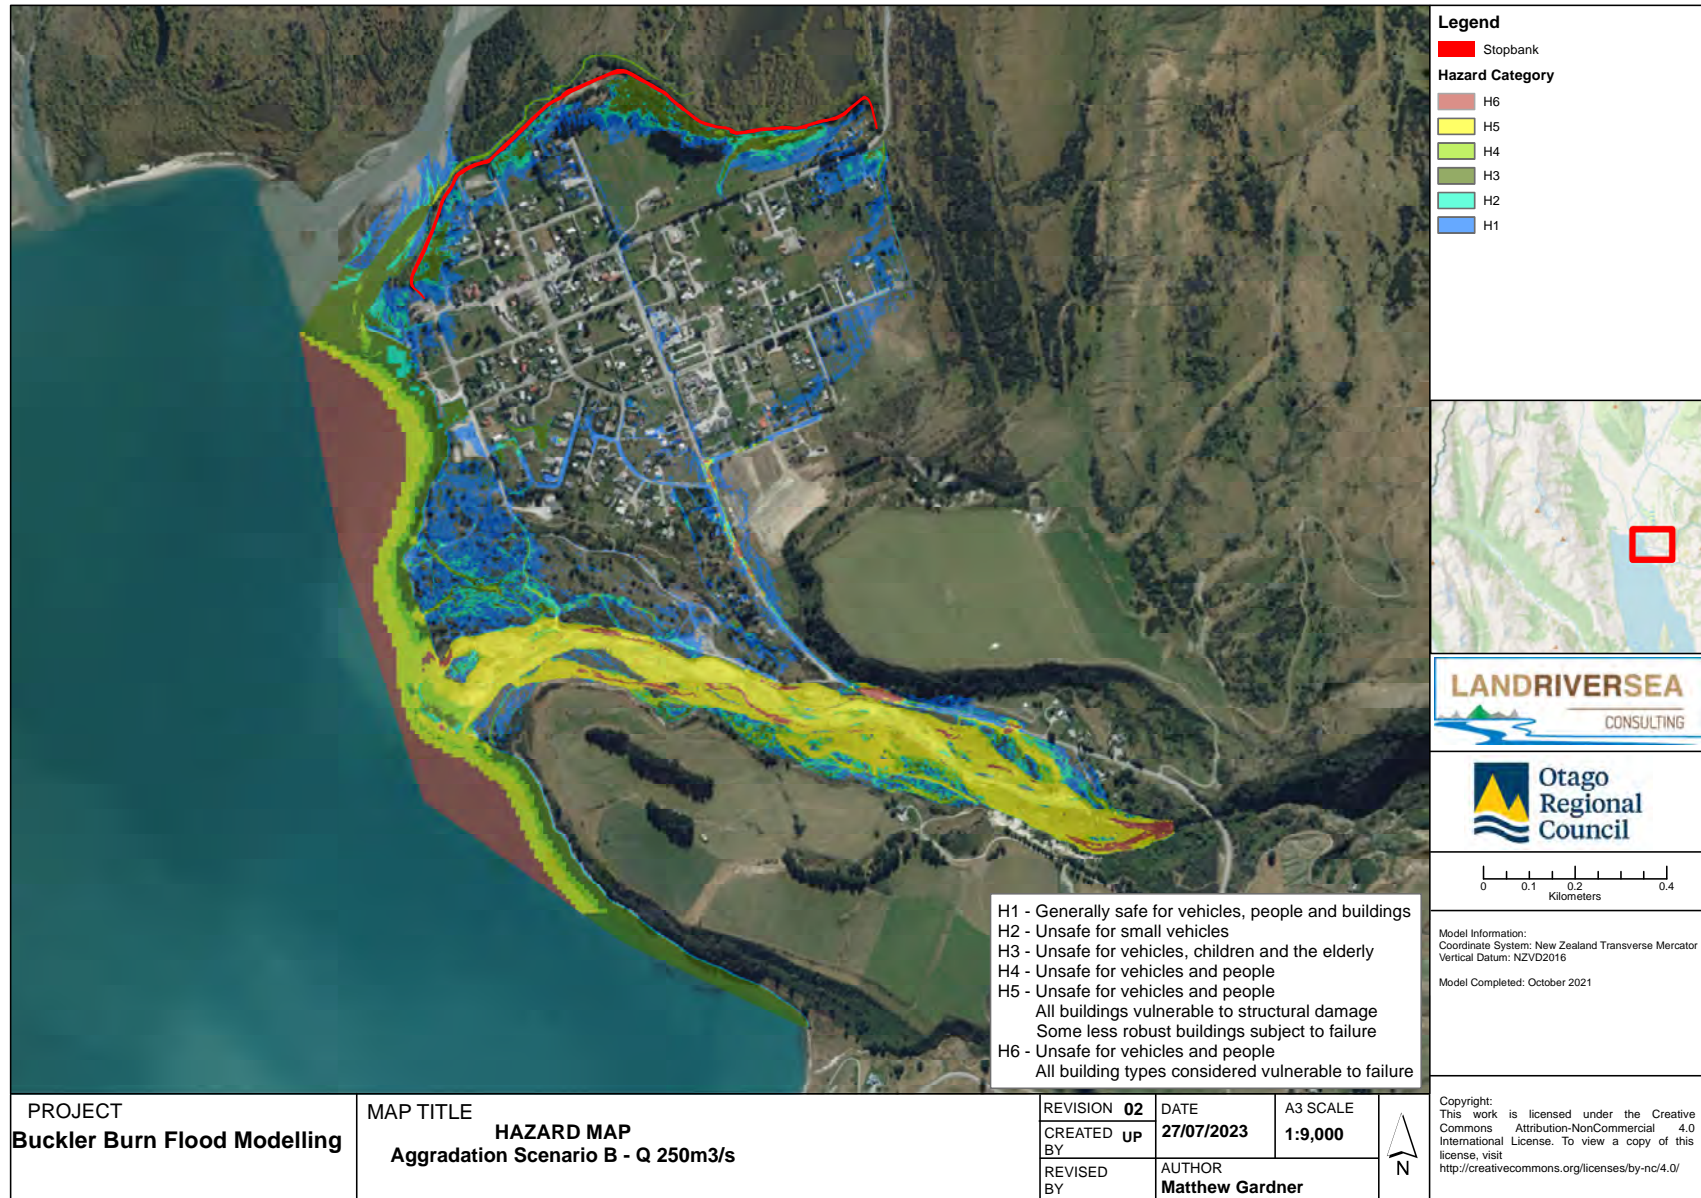 Legend
Stopbank
Hazard Category
H6
H5
H4
H3
H2
H1
LANDRIVERSEA
CONSULTING
Otago
Regional
Council
0 0.1 0.2 0.4
Kilometers
Model Information:
Coordinate System: New Zealand Transverse Mercator
Vertical Datum: NZVD2016
Model Completed: October 2021
H1 - Generally safe for vehicles, people and buildings
H2 - Unsafe for small vehicles
H3 - Unsafe for vehicles, children and the elderly
H4 - Unsafe for vehicles and people
H5 - Unsafe for vehicles and people
All buildings vulnerable to structural damage
Some less robust buildings subject to failure
H6 - Unsafe for vehicles and people
All building types considered vulnerable to failure
PROJECT
Buckler Burn Flood Modelling
MAP TITLE
HAZARD MAP
Aggradation Scenario B - Q 250m3/s
REVISION 02
CREATED BY UP
REVISED BY
DATE
27/07/2023
A3 SCALE
1:9,000
AUTHOR
Matthew Gardner
N
Copyright:
This work is licensed under the Creative
Commons Attribution-NonCommercial 4.0
International License. To view a copy of this
license, visit
http://creativecommons.org/licenses/by-nc/4.0/